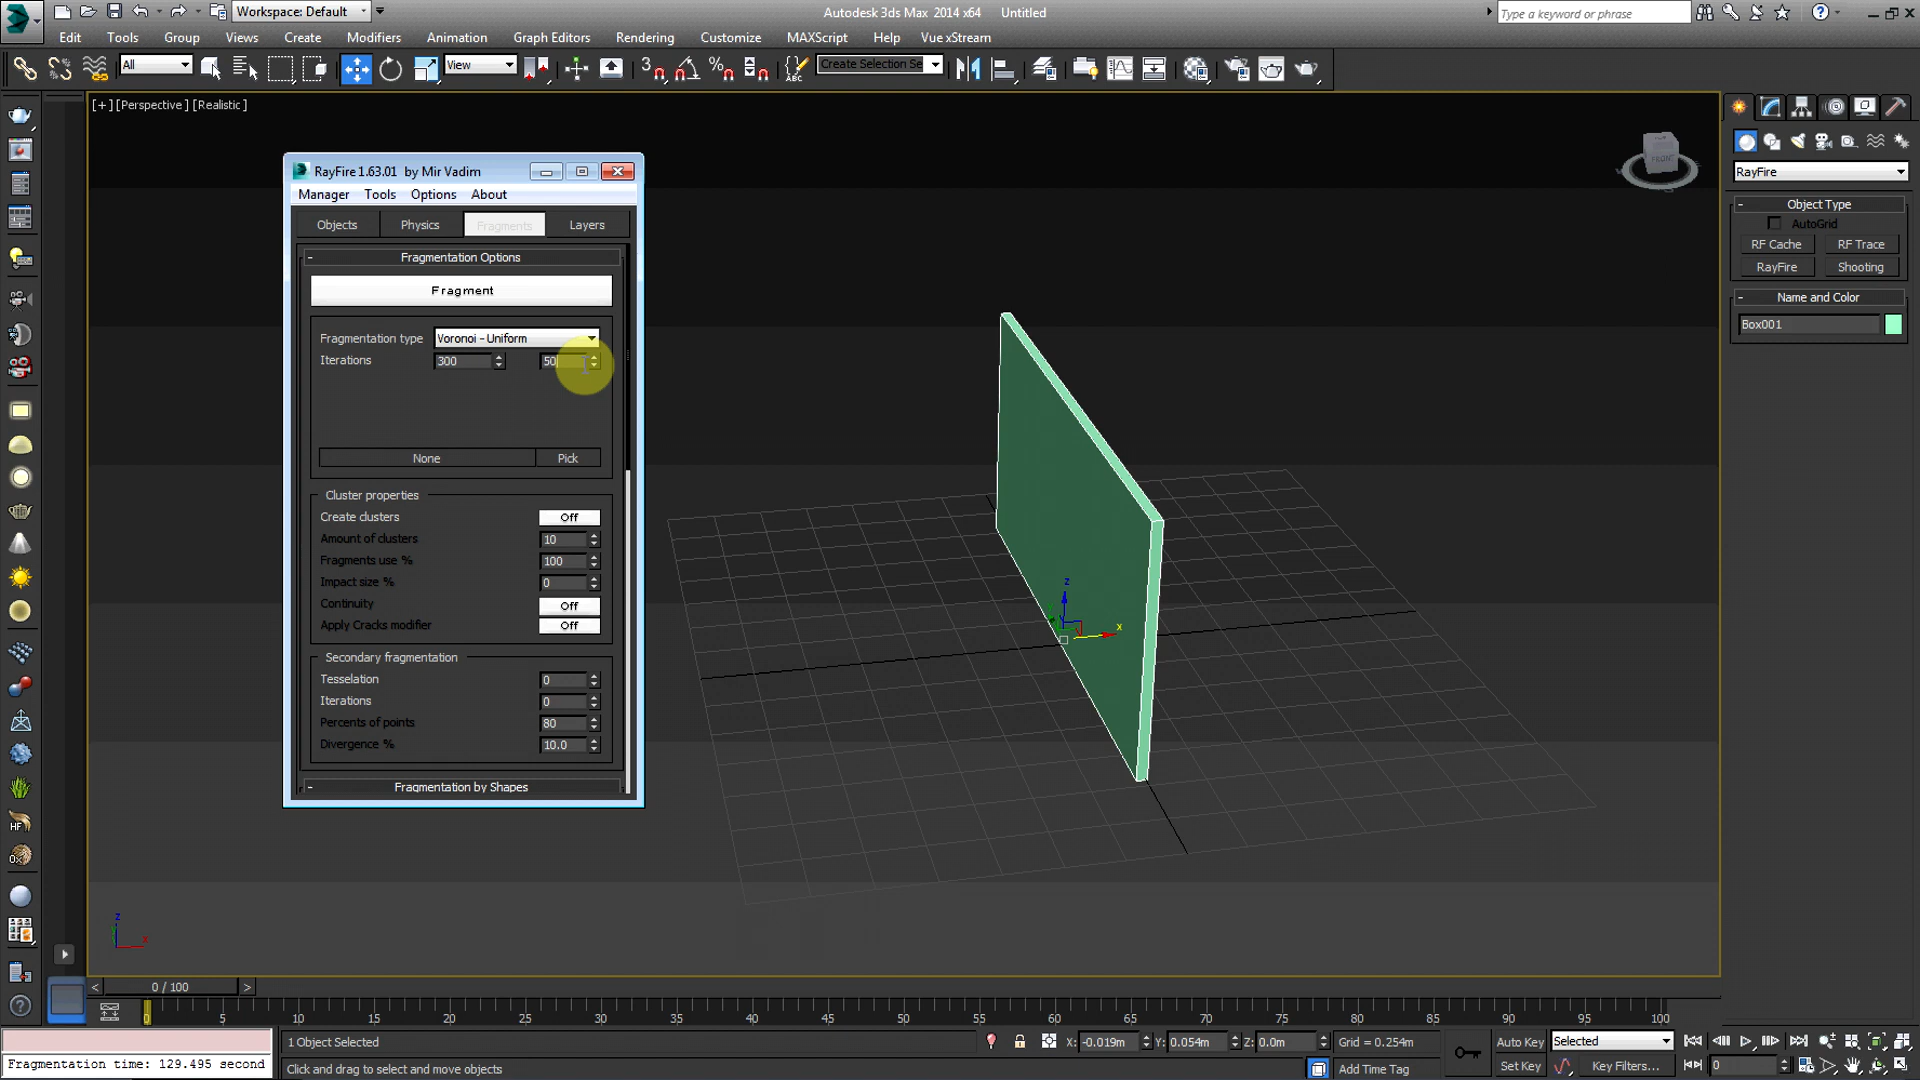 Workspace: Default
Autodesk 3ds Max 2014 x64 Untitled
Type a keyword or phrase
Edit Tools Group Views Create Modifiers Animation Graph Editors Rendering Customize MAXScript Help Vue xStream
All
View
Create Selection Se
[+] [Perspective] [Realistic]
RayFire 1.63.01 by Mir Vadim
Manager Tools Options About
Objects Physics Fragments Layers
- Fragmentation Options
Fragment
Fragmentation type Voronoi - Uniform
Iterations 300 50
None Pick
Cluster properties
Create clusters Off
Amount of clusters 10
Fragments use % 100
Impact size % 0
Continuity Off
Apply Cracks modifier Off
Secondary fragmentation
Tesselation 0
Iterations 0
Percents of points 80
Divergence % 10.0
- Fragmentation by Shapes
FRONT
z
x
z
x
RayFire
- Object Type
AutoGrid
RF Cache RF Trace
RayFire Shooting
- Name and Color
Box001
HF
0 / 100
0 5 10 15 20 25 30 35 40 45 50 55 60 65 70 75 80 85 90 95 100
1 Object Selected
X: -0.019m Y: 0.054m Z: 0.0m Grid = 0.254m
Auto Key Selected
Fragmentation time: 129.495 second
Click and drag to select and move objects
Add Time Tag
Set Key Key Filters... 0